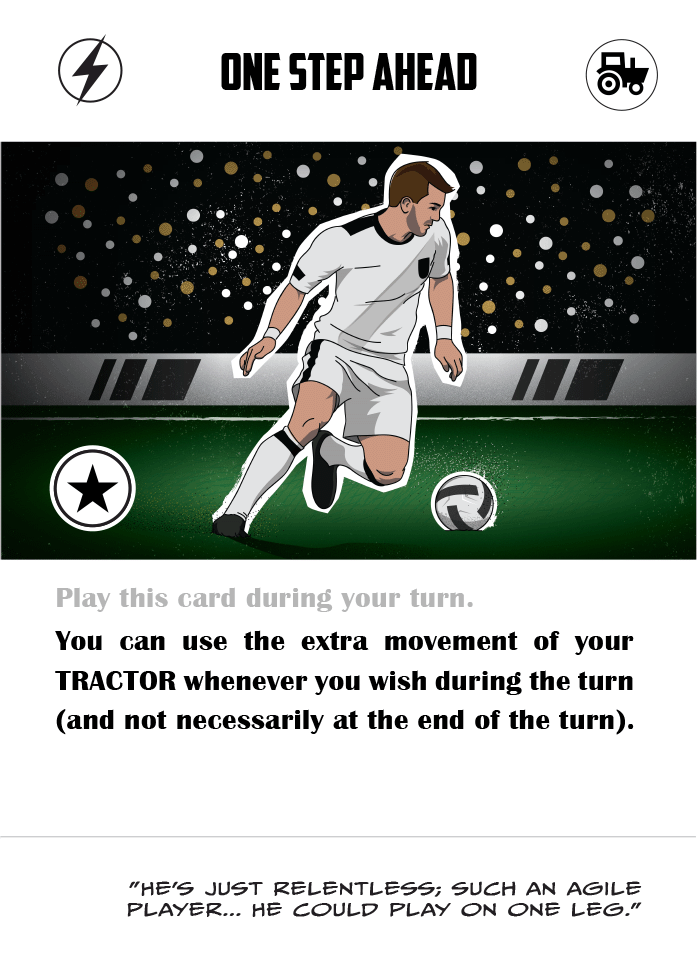 ONE STEP AHEAD
Play this card during your turn.
You can use the extra movement of your
TRACTOR whenever you wish during the turn
(and not necessarily at the end of the turn).
"HE'S JUST RELENTLESS; SUCH AN AGILE
PLAYER... HE COULD PLAY ON ONE LEG."